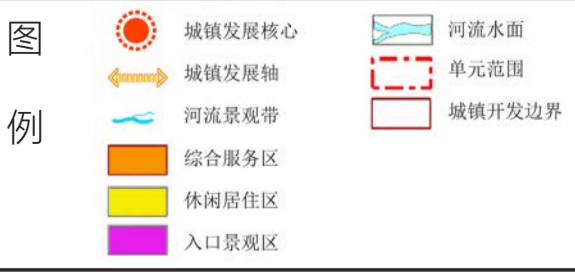 图例
城镇发展核心
城镇发展轴
河流景观带
综合服务区
休闲居住区
入口景观区
河流水面
单元范围
城镇开发边界